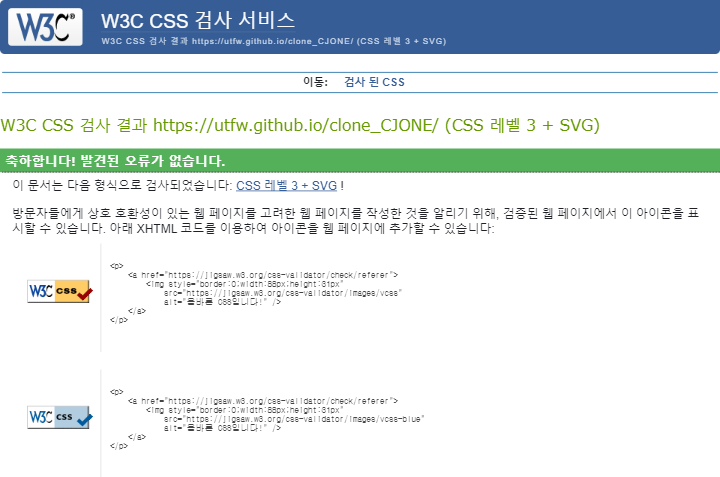 W3C® W3C CSS 검사 서비스
W3C CSS 검사 결과 https://utfw.github.io/clone_CJONE/ (CSS 레벨 3 + SVG)
이동: 검사 된 CSS
W3C CSS 검사 결과 https://utfw.github.io/clone_CJONE/ (CSS 레벨 3 + SVG)
축하합니다! 발견된 오류가 없습니다.
이 문서는 다음 형식으로 검사되었습니다: CSS 레벨 3 + SVG !
방문자들에게 상호 호환성이 있는 웹 페이지를 고려한 웹 페이지를 작성한 것을 알리기 위해, 검증된 웹 페이지에서 이 아이콘을 표
시할 수 있습니다. 아래 XHTML 코드를 이용하여 아이콘을 웹 페이지에 추가할 수 있습니다:
<p>
<a href="https://jigsaw.w3.org/css-validator/check/referer">
<img style="border:0;width:88px;height:31px"
W3C css
src="https://jigsaw.w3.org/css-validator/images/vcss"
alt="올바른 CSS입니다!" />
</a>
</p>
<p>
<a href="https://jigsaw.w3.org/css-validator/check/referer">
<img style="border:0;width:88px;height:31px"
W3C css
src="https://jigsaw.w3.org/css-validator/images/vcss-blue"
alt="올바른 CSS입니다!" />
</a>
</p>